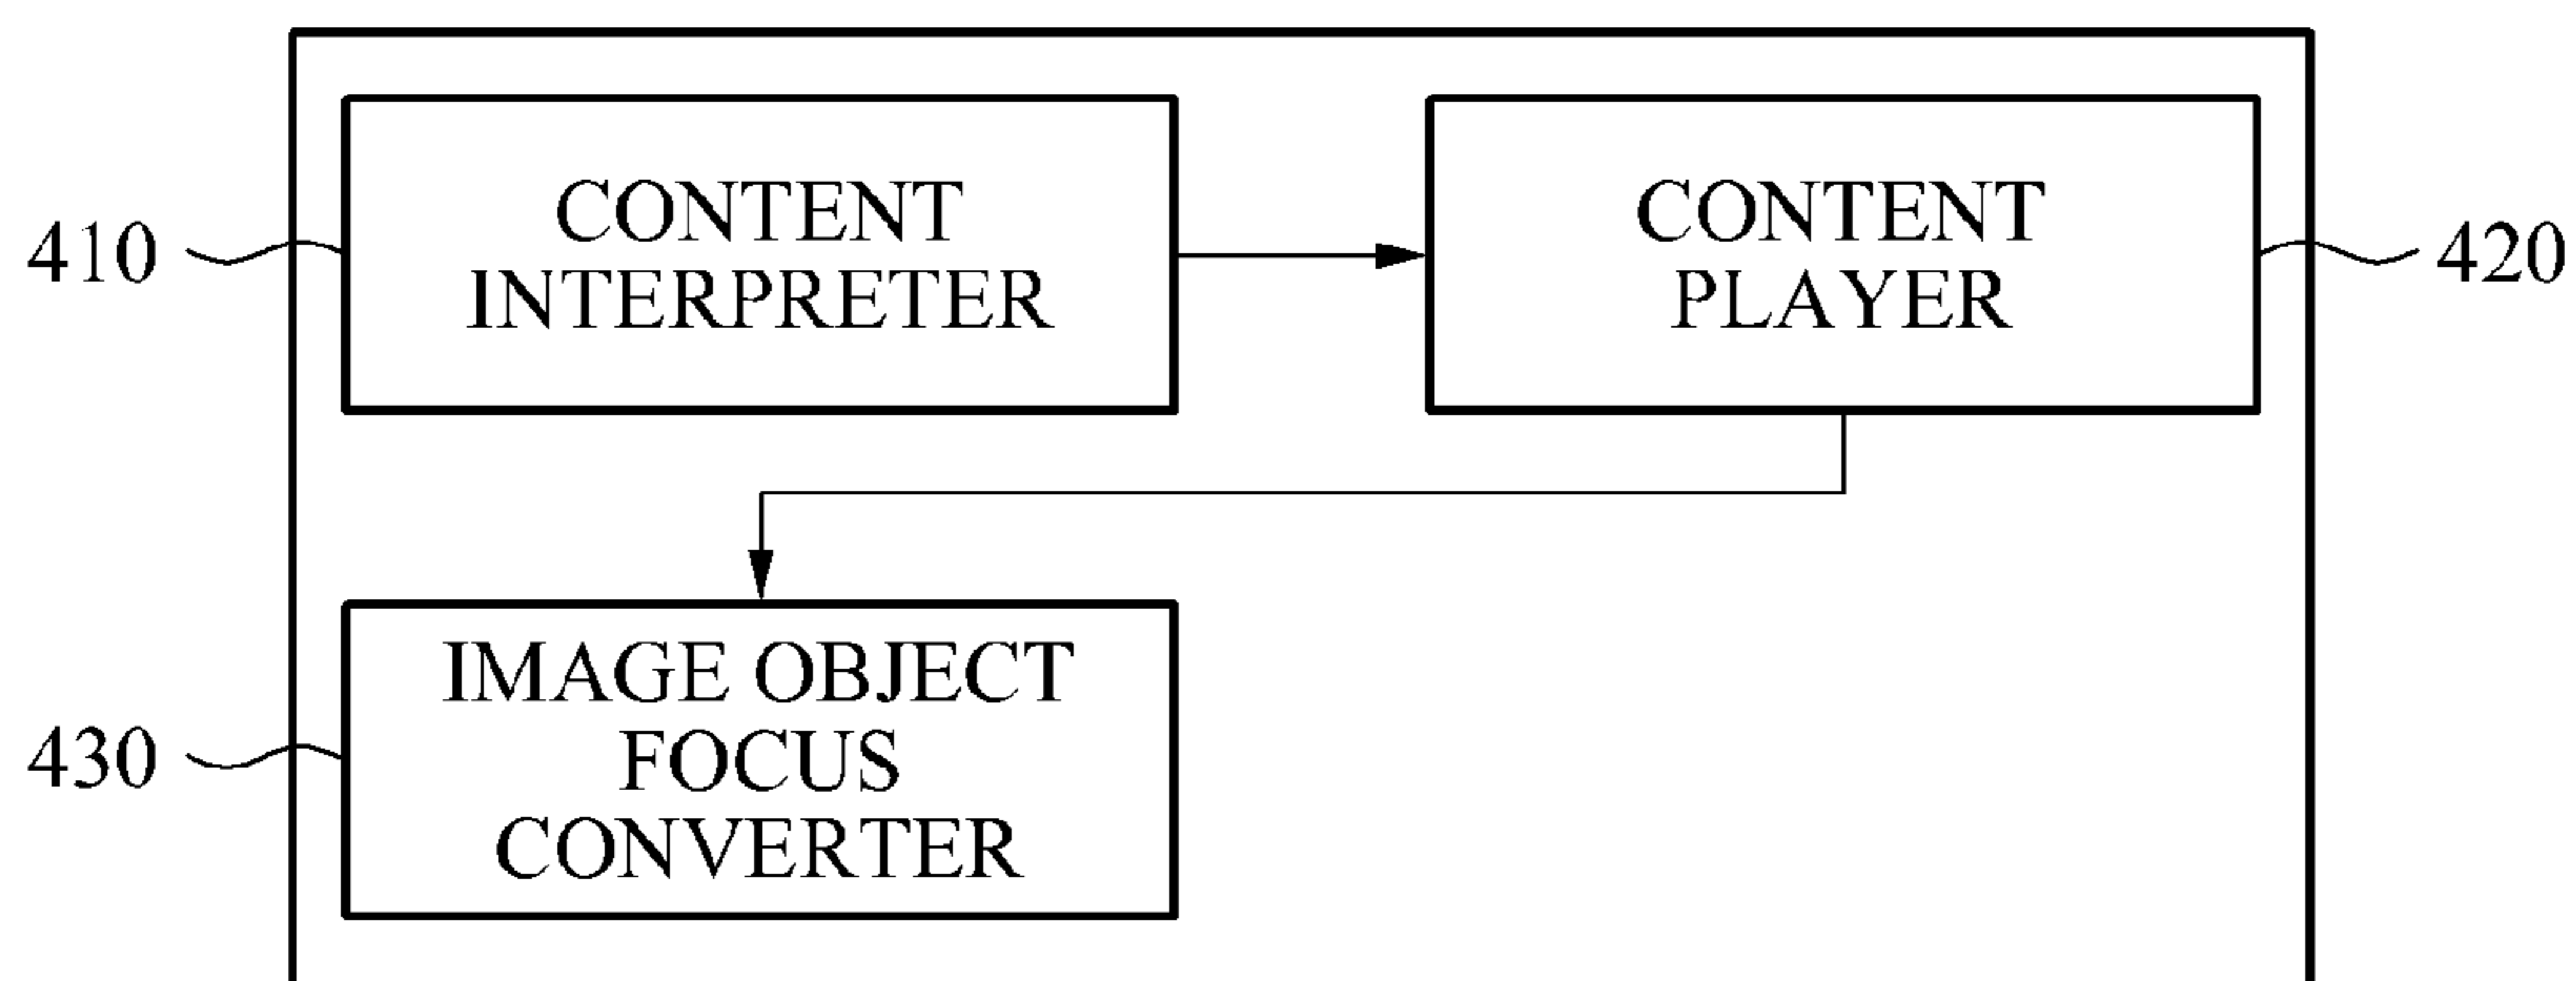 410
CONTENT
INTERPRETER
CONTENT
PLAYER
420
430
IMAGE OBJECT
FOCUS
CONVERTER